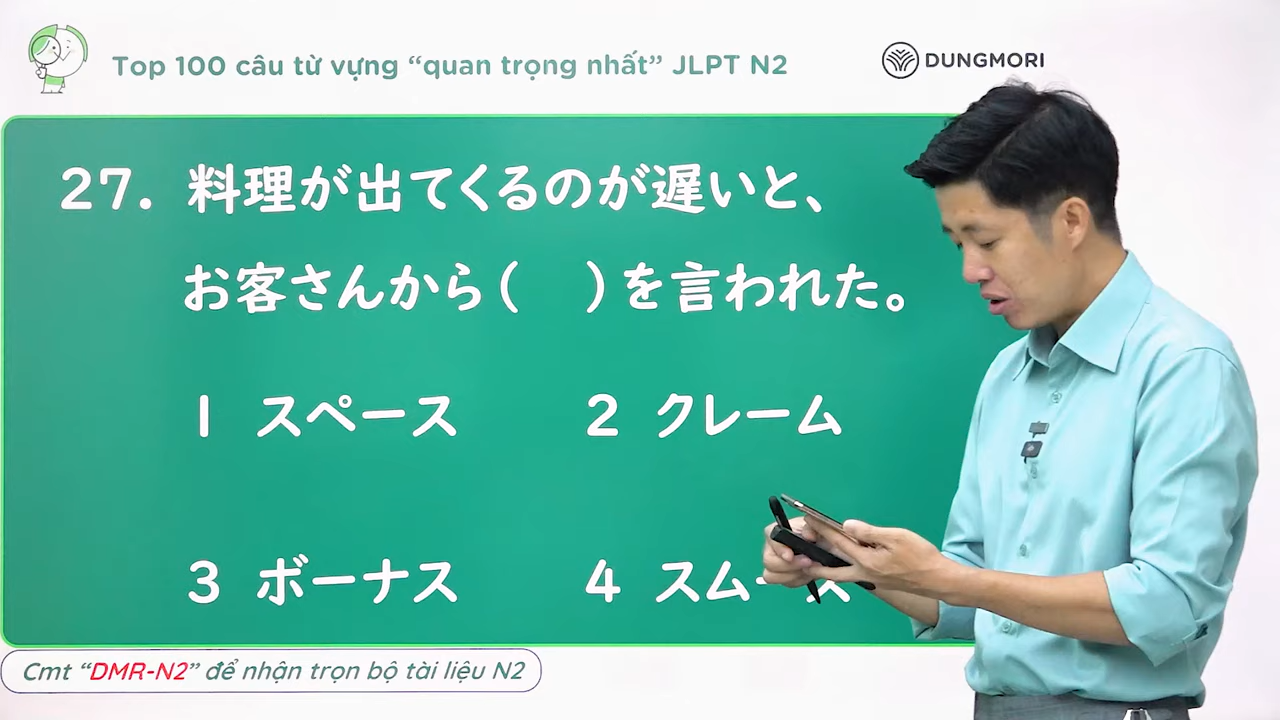 Top 100 câu từ vựng “quan trọng nhất” JLPT N2
DUNGMORI
27. 料理が出てくるのが遅いと、
お客さんから( )を言われた。
1 スペース 2 クレーム
3 ボーナス 4 スムーズ
Cmt “DMR-N2” để nhận trọn bộ tài liệu N2